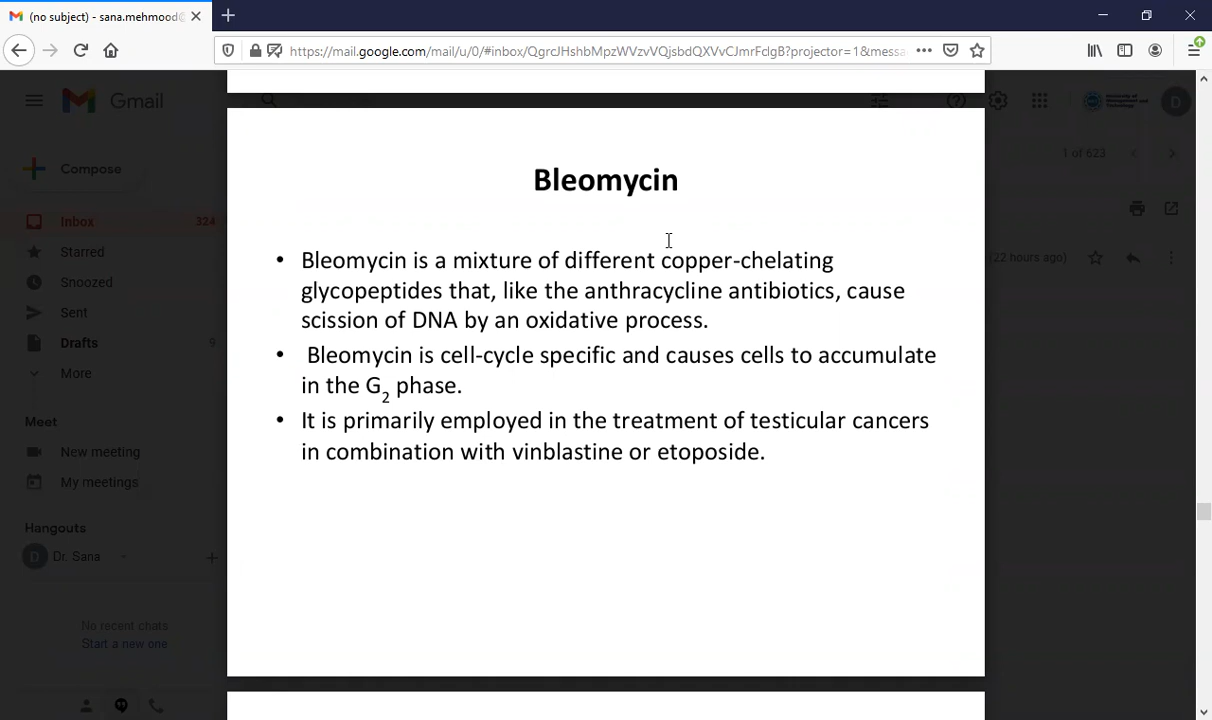 (no subject) - sana.mehmood@
https://mail.google.com/mail/u/0/#inbox/QgrcJHshbMpzWVzvVQjsbdQXVvCJmrFclgB?projector=1&messa
Gmail
Compose
1 of 623
Bleomycin
Inbox 324
Starred
(22 hours ago)
• Bleomycin is a mixture of different copper-chelating
Snoozed
glycopeptides that, like the anthracycline antibiotics, cause
Sent
scission of DNA by an oxidative process.
Drafts 9
• Bleomycin is cell-cycle specific and causes cells to accumulate
More
in the G2 phase.
Meet
• It is primarily employed in the treatment of testicular cancers
New meeting
in combination with vinblastine or etoposide.
My meetings
Hangouts
D Dr. Sana
No recent chats
Start a new one